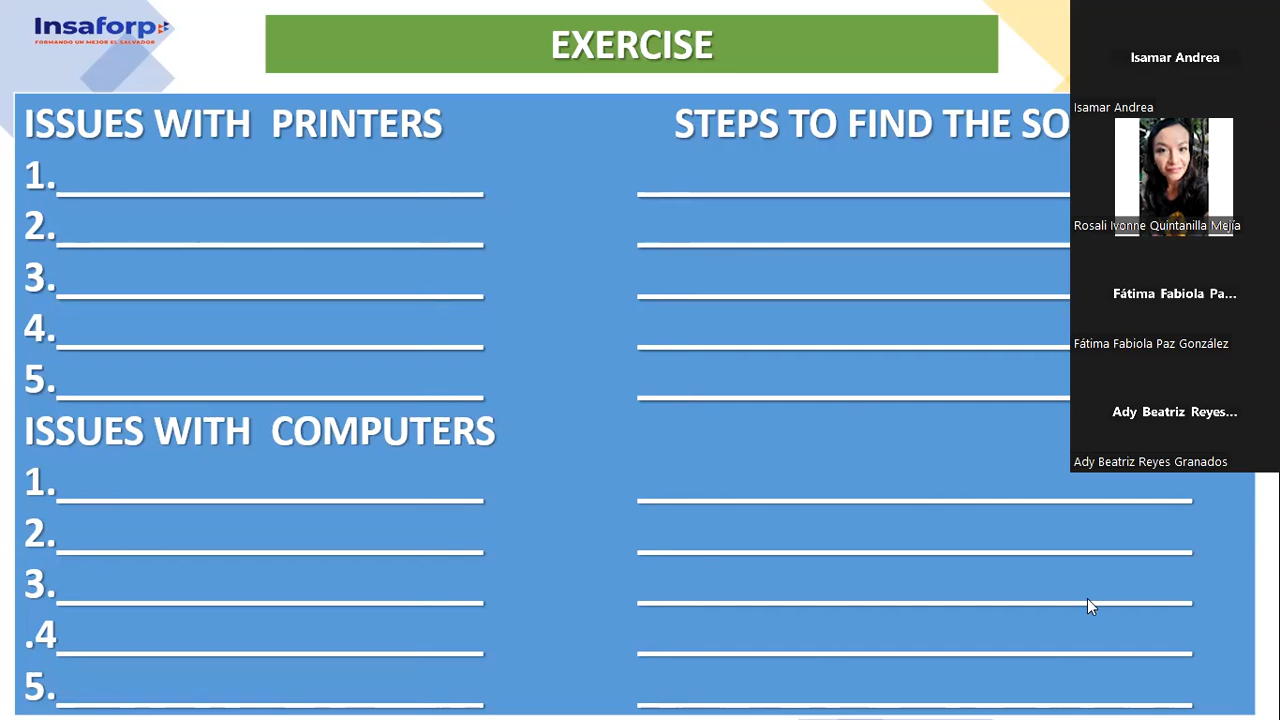 Insaforp
FORMANDO UN MEJOR EL SALVADOR
EXERCISE
ISSUES WITH PRINTERS
STEPS TO FIND THE SO
1.
2.
3.
4.
5.
ISSUES WITH COMPUTERS
1.
2.
3.
.4
5.
Isamar Andrea
Isamar Andrea
Rosali Ivonne Quintanilla Mejía
Fátima Fabiola Pa...
Fátima Fabiola Paz González
Ady Beatriz Reyes...
Ady Beatriz Reyes Granados